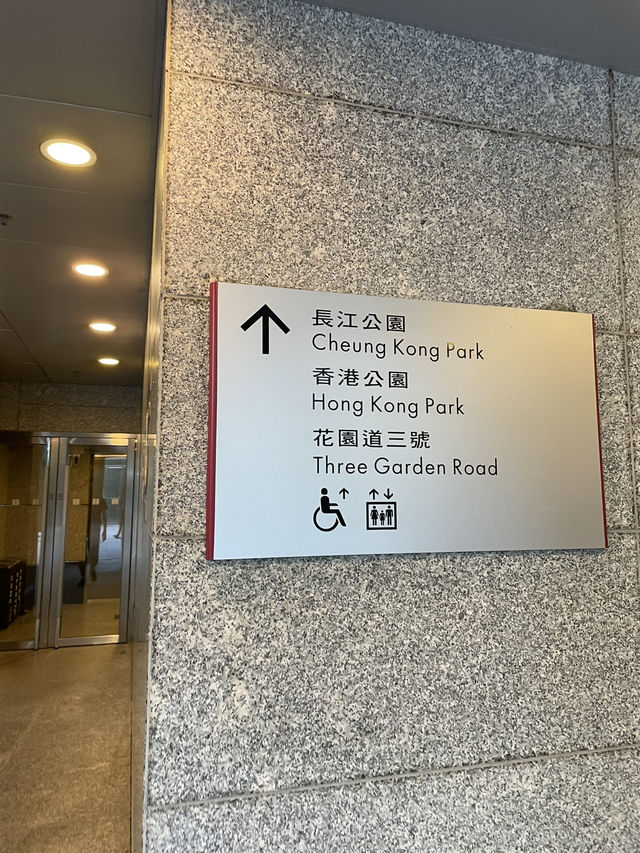 長江公園
Cheung Kong Park
香港公園
Hong Kong Park
花園道三號
Three Garden Road